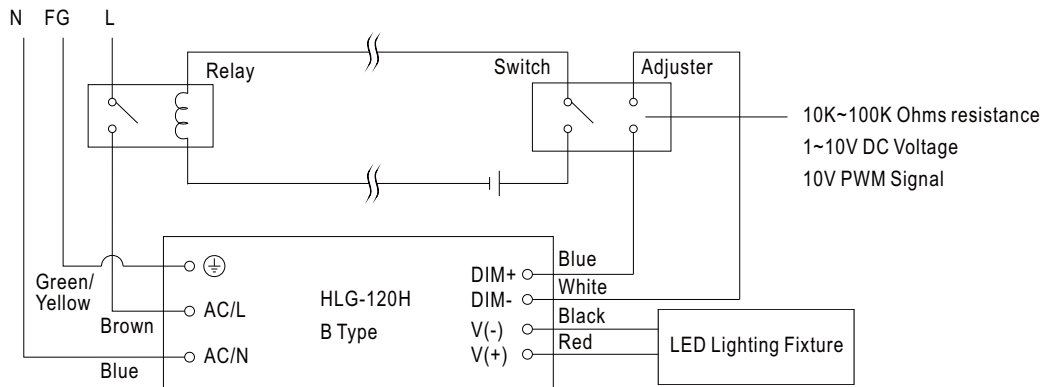 N FG L
Relay
Switch
Adjuster
10K~100K Ohms resistance
1~10V DC Voltage
10V PWM Signal
Green/
Yellow
Brown
Blue
AC/L
AC/N
HLG-120H
B Type
DIM+
DIM-
V(-)
V(+)
Blue
White
Black
Red
LED Lighting Fixture